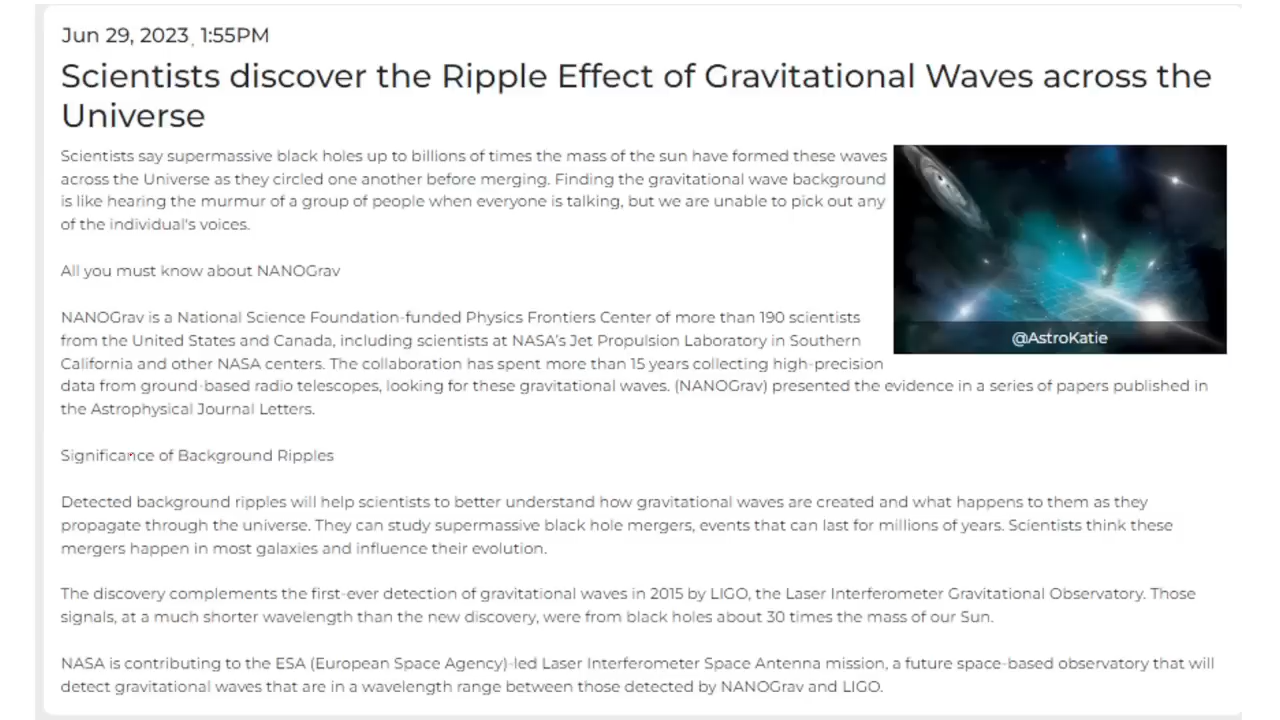 Jun 29, 2023, 1:55PM
Scientists discover the Ripple Effect of Gravitational Waves across the
Universe
Scientists say supermassive black holes up to billions of times the mass of the sun have formed these waves
across the Universe as they circled one another before merging. Finding the gravitational wave background
is like hearing the murmur of a group of people when everyone is talking, but we are unable to pick out any
of the individual's voices.
All you must know about NANOGrav
NANOGrav is a National Science Foundation-funded Physics Frontiers Center of more than 190 scientists
from the United States and Canada, including scientists at NASA's Jet Propulsion Laboratory in Southern
California and other NASA centers. The collaboration has spent more than 15 years collecting high-precision
data from ground-based radio telescopes, looking for these gravitational waves. (NANOGrav) presented the evidence in a series of papers published in
the Astrophysical Journal Letters.
@AstroKatie
Significance of Background Ripples
Detected background ripples will help scientists to better understand how gravitational waves are created and what happens to them as they
propagate through the universe. They can study supermassive black hole mergers, events that can last for millions of years. Scientists think these
mergers happen in most galaxies and influence their evolution.
The discovery complements the first-ever detection of gravitational waves in 2015 by LIGO, the Laser Interferometer Gravitational Observatory. Those
signals, at a much shorter wavelength than the new discovery, were from black holes about 30 times the mass of our Sun.
NASA is contributing to the ESA (European Space Agency)-led Laser Interferometer Space Antenna mission, a future space-based observatory that will
detect gravitational waves that are in a wavelength range between those detected by NANOGrav and LIGO.